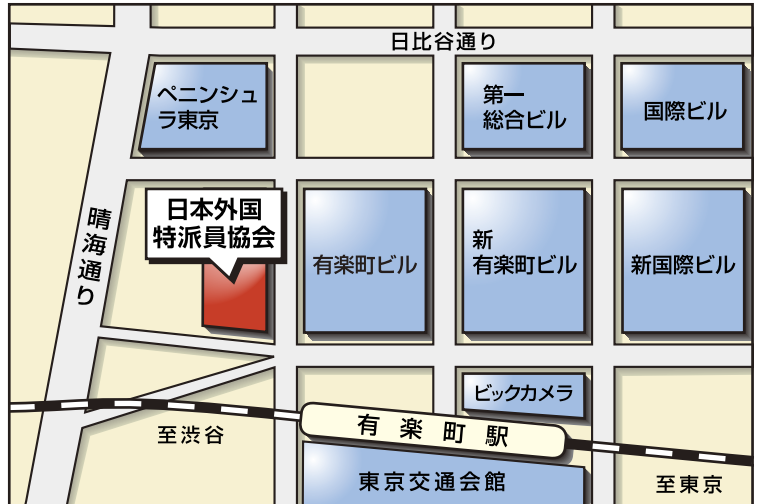 日比谷通り
ペニンシュ
ラ東京
第一
総合ビル
国際ビル
晴海通り
日本外国
特派員協会
有楽町ビル
新
有楽町ビル
新国際ビル
ビックカメラ
有楽町駅
至渋谷
東京交通会館
至東京